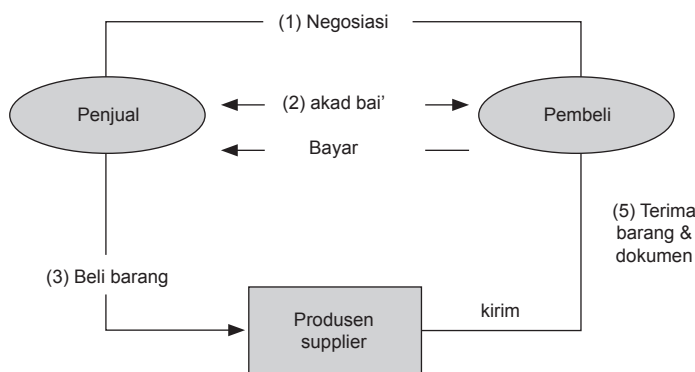 (1) Negosiasi
Penjual
(2) akad bai’
Pembeli
Bayar
(5) Terima
barang &
dokumen
(3) Beli barang
Produsen
supplier
kirim